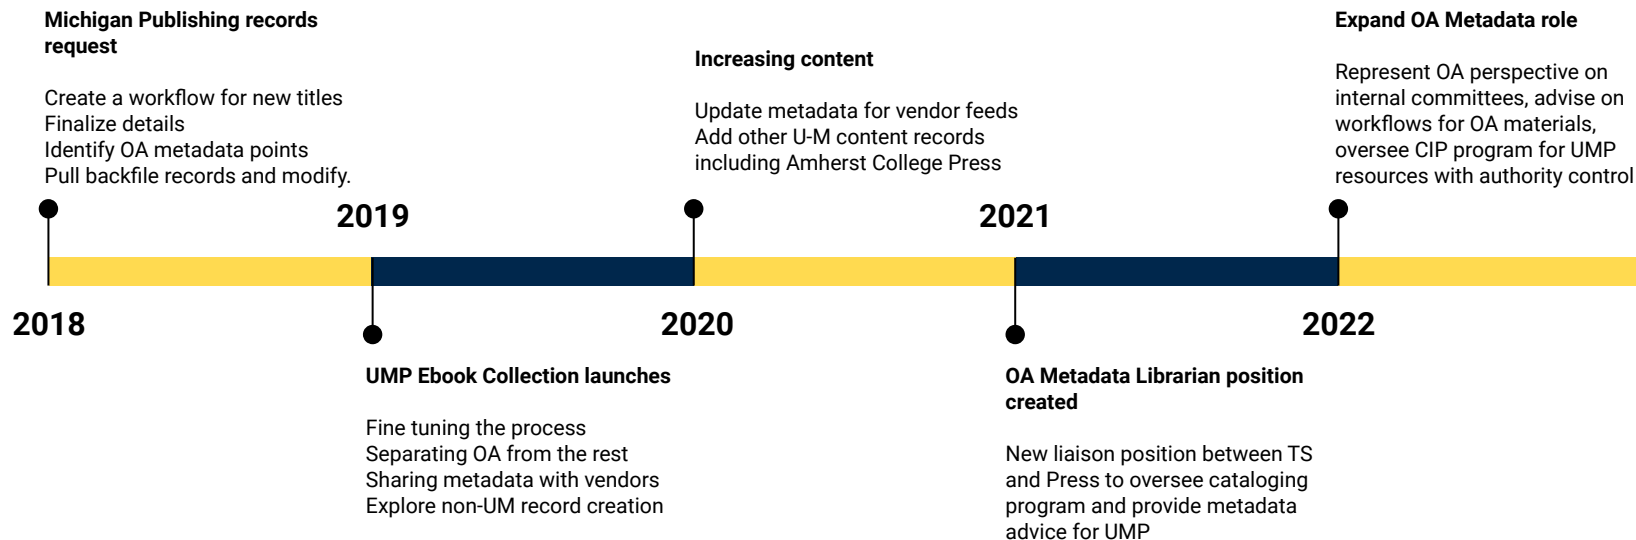 Michigan Publishing records
request
Create a workflow for new titles
Finalize details
Identify OA metadata points
Pull backfile records and modify.
2018
2019
UMP Ebook Collection launches
Fine tuning the process
Separating OA from the rest
Sharing metadata with vendors
Explore non-UM record creation
Increasing content
Update metadata for vendor feeds
Add other U-M content records
including Amherst College Press
2020
2021
OA Metadata Librarian position
created
New liaison position between TS
and Press to oversee cataloging
program and provide metadata
advice for UMP
Expand OA Metadata role
Represent OA perspective on
internal committees, advise on
workflows for OA materials,
oversee CIP program for UMP
resources with authority control
2022